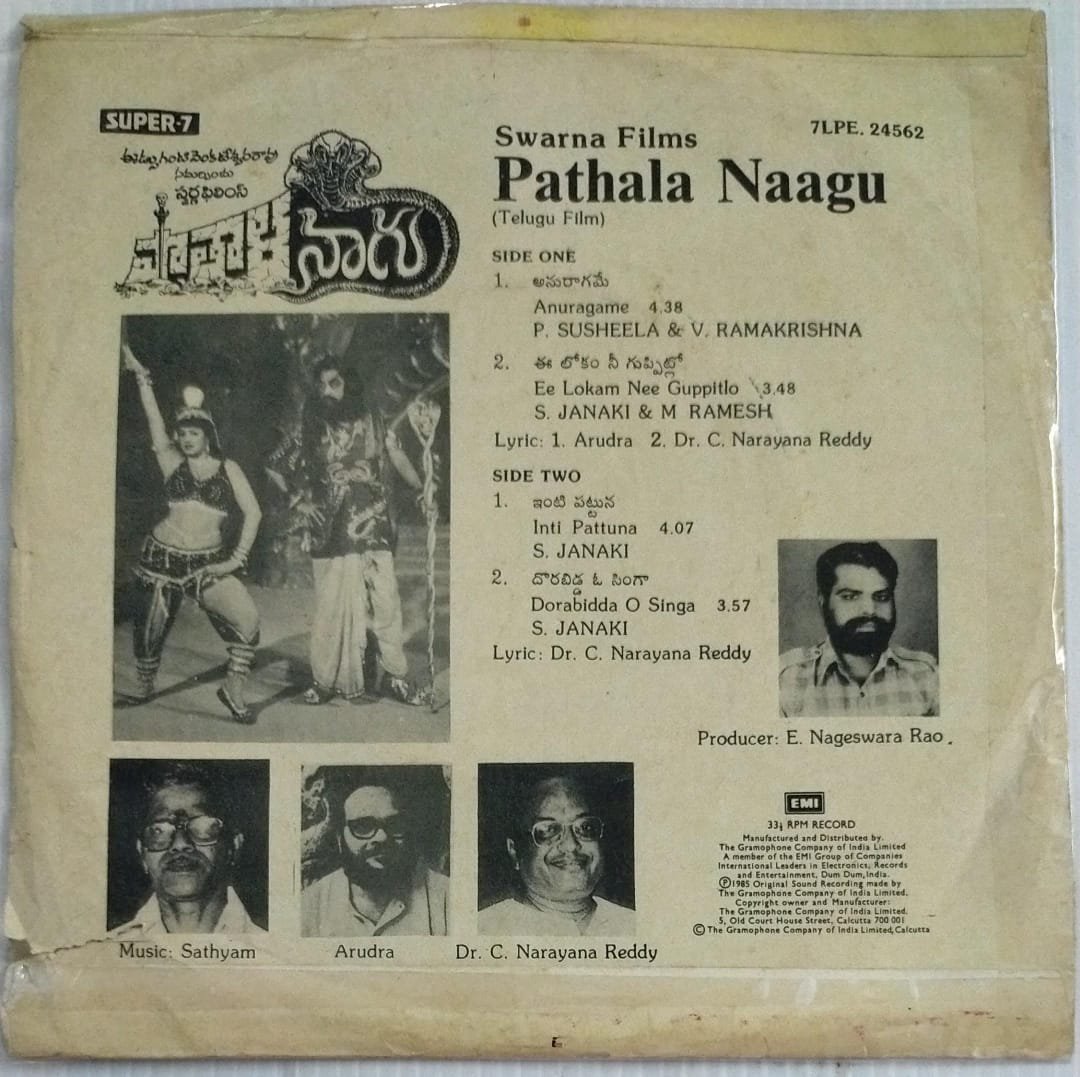 SUPER-7
ఈడ్పుగంటి వెంకటేశ్వరరావు
సమర్పించు
స్వర్ణఫిలింస్
పాతాళ నాగు
Swarna Films
7LPE. 24562
Pathala Naagu
(Telugu Film)
SIDE ONE
1. అనురాగమే
Anuragame 4.38
P. SUSHEELA & V. RAMAKRISHNA
2. ఈ లోకం నీ గుప్పిట్లో
Ee Lokam Nee Guppitlo 3.48
S. JANAKI & M RAMESH
Lyric: 1. Arudra 2. Dr. C. Narayana Reddy
SIDE TWO
1. ఇంటి పట్టున
Inti Pattuna 4.07
S. JANAKI
2. దొరబిడ్డ ఓ సింగా
Dorabidda O Singa 3.57
S. JANAKI
Lyric: Dr. C. Narayana Reddy
Producer: E. Nageswara Rao.
Music: Sathyam
Arudra
Dr. C. Narayana Reddy
EMI
33⅓ RPM RECORD
Manufactured and Distributed by.
The Gramophone Company of India Limited
A member of the EMI Group of Companies
International Leaders in Electronics, Records
and Entertainment, Dum Dum, India.
Ⓟ1985 Original Sound Recording made by
The Gramophone Company of India Limited.
Copyright owner and Manufacturer:
The Gramophone Company of India Limited.
5, Old Court House Street, Calcutta 700 001
© The Gramophone Company of India Limited, Calcutta